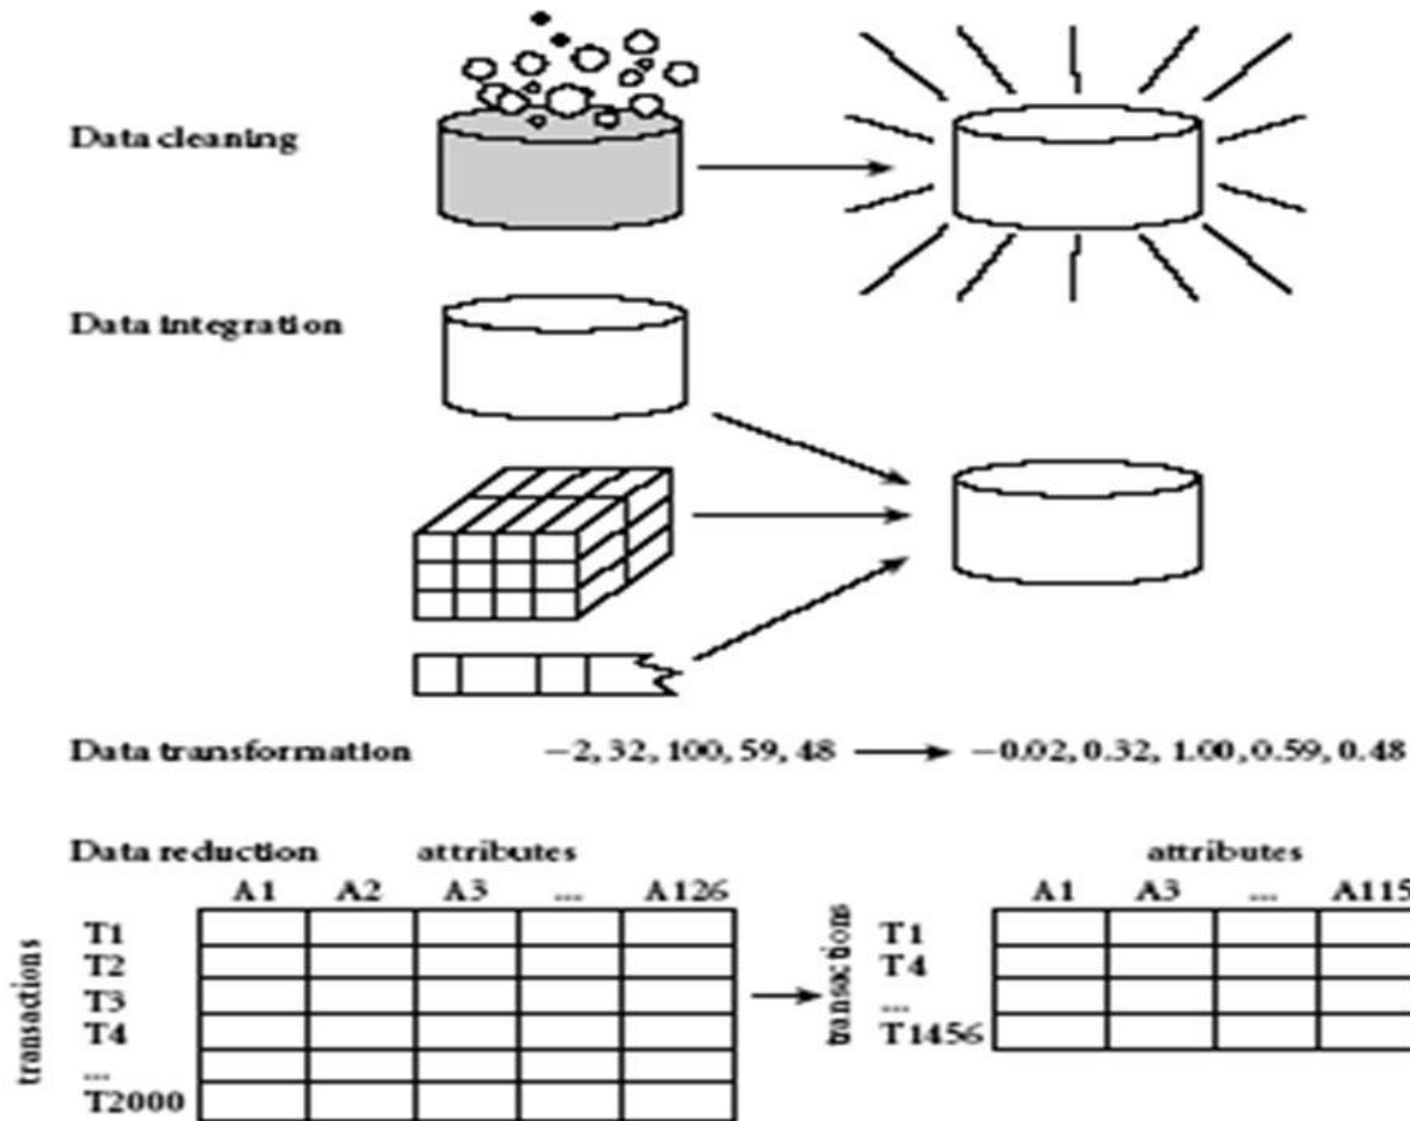 Data cleaning
Data integration
Data transformation −2, 32, 100, 59, 48 −0.02, 0.32, 1.00, 0.59, 0.48
Data reduction attributes
A1 A2 A3 ... A126
transactions
T1
T2
T3
T4
...
T2000
attributes
A1 A3 ... A115
transactions
T1
T4
...
T1456